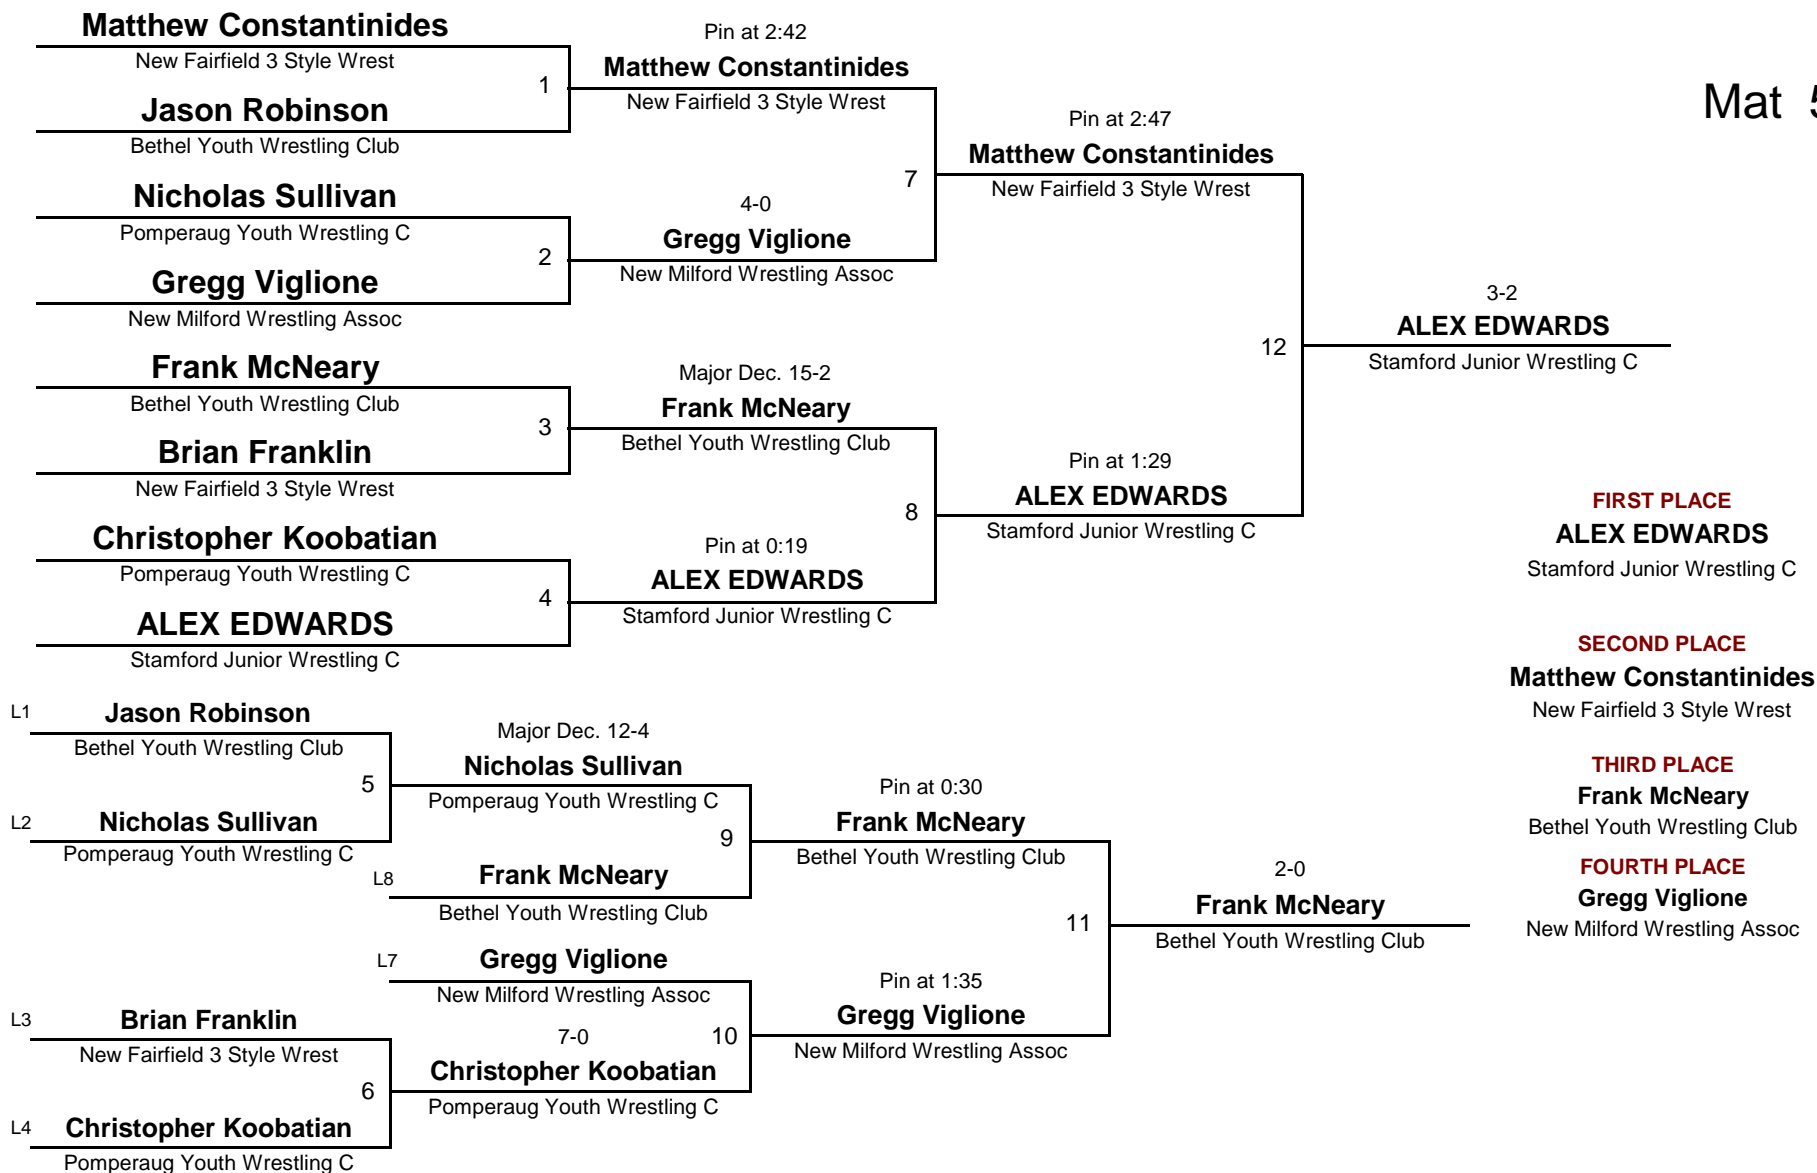 Matthew Constantinides
New Fairfield 3 Style Wrest
1
Jason Robinson
Bethel Youth Wrestling Club
Nicholas Sullivan
Pomperaug Youth Wrestling C
2
Gregg Viglione
New Milford Wrestling Assoc
Frank McNeary
Bethel Youth Wrestling Club
3
Brian Franklin
New Fairfield 3 Style Wrest
Christopher Koobatian
Pomperaug Youth Wrestling C
4
ALEX EDWARDS
Stamford Junior Wrestling C
Pin at 2:42
Matthew Constantinides
New Fairfield 3 Style Wrest
7
4-0
Gregg Viglione
New Milford Wrestling Assoc
Major Dec. 15-2
Frank McNeary
Bethel Youth Wrestling Club
8
Pin at 0:19
ALEX EDWARDS
Stamford Junior Wrestling C
Pin at 2:47
Matthew Constantinides
New Fairfield 3 Style Wrest
12
Pin at 1:29
ALEX EDWARDS
Stamford Junior Wrestling C
Mat 5
3-2
ALEX EDWARDS
Stamford Junior Wrestling C
FIRST PLACE
ALEX EDWARDS
Stamford Junior Wrestling C
SECOND PLACE
Matthew Constantinides
New Fairfield 3 Style Wrest
THIRD PLACE
Frank McNeary
Bethel Youth Wrestling Club
FOURTH PLACE
Gregg Viglione
New Milford Wrestling Assoc
L1 Jason Robinson
Bethel Youth Wrestling Club
5
L2 Nicholas Sullivan
Pomperaug Youth Wrestling C
L3 Brian Franklin
New Fairfield 3 Style Wrest
6
L4 Christopher Koobatian
Pomperaug Youth Wrestling C
Major Dec. 12-4
Nicholas Sullivan
Pomperaug Youth Wrestling C
9
L8 Frank McNeary
Bethel Youth Wrestling Club
L7 Gregg Viglione
New Milford Wrestling Assoc
7-0 10
Christopher Koobatian
Pomperaug Youth Wrestling C
Pin at 0:30
Frank McNeary
Bethel Youth Wrestling Club
11
Pin at 1:35
Gregg Viglione
New Milford Wrestling Assoc
2-0
Frank McNeary
Bethel Youth Wrestling Club